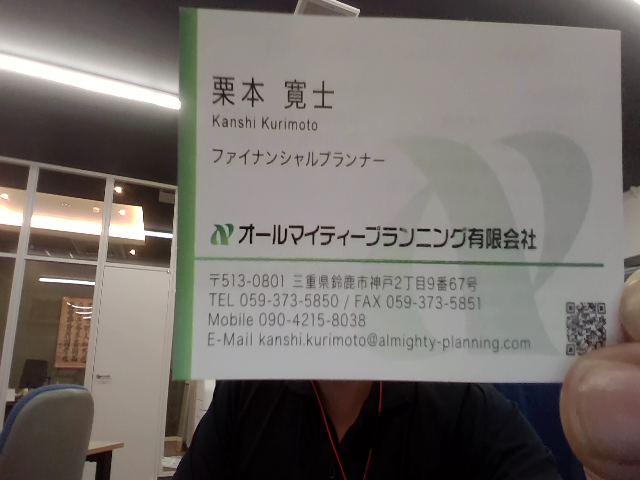 栗本 寛士
Kanshi Kurimoto
ファイナンシャルプランナー
オールマイティープランニング有限会社
〒513-0801 三重県鈴鹿市神戸2丁目9番67号
TEL 059-373-5850 / FAX 059-373-5851
Mobile 090-4215-8038
E-Mail kanshi.kurimoto@almighty-planning.com